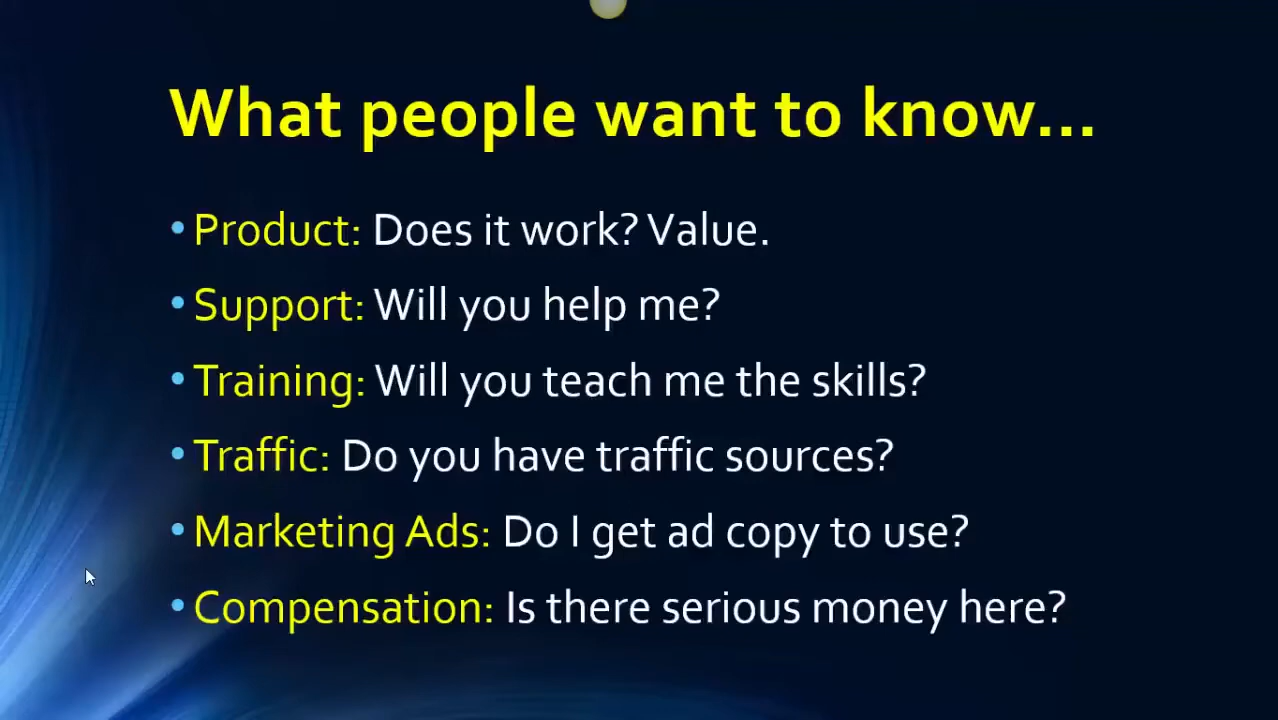 What people want to know...
• Product: Does it work? Value.
• Support: Will you help me?
• Training: Will you teach me the skills?
• Traffic: Do you have traffic sources?
• Marketing Ads: Do I get ad copy to use?
• Compensation: Is there serious money here?